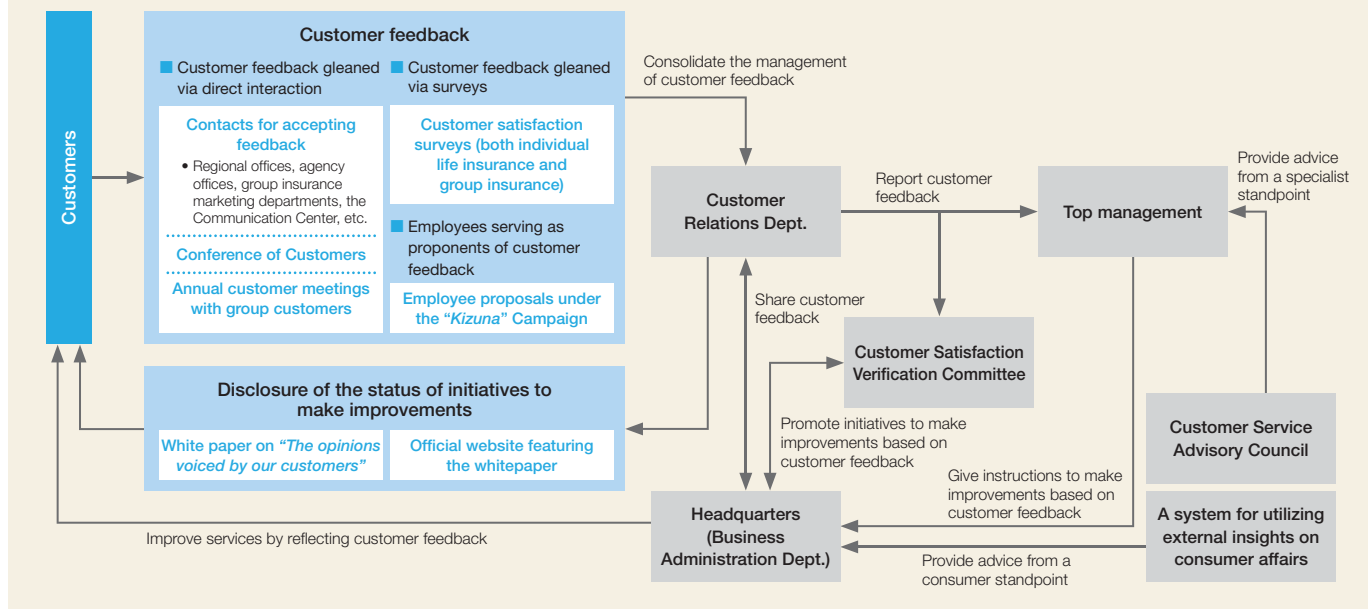 Customers
Customer feedback
■ Customer feedback gleaned
via direct interaction
Contacts for accepting
feedback
• Regional offices, agency
offices, group insurance
marketing departments, the
Communication Center, etc.
Conference of Customers
Annual customer meetings
with group customers
■ Customer feedback gleaned
via surveys
Customer satisfaction
surveys (both individual
life insurance and
group insurance)
■ Employees serving as
proponents of customer
feedback
Employee proposals under
the “Kizuna” Campaign
Disclosure of the status of initiatives to
make improvements
White paper on “The opinions
voiced by our customers”
Official website featuring
the whitepaper
Improve services by reflecting customer feedback
Consolidate the management
of customer feedback
Customer
Relations Dept.
Report customer
feedback
Top management
Provide advice
from a specialist
standpoint
Share customer
feedback
Customer Satisfaction
Verification Committee
Promote initiatives to make
improvements based on
customer feedback
Customer Service
Advisory Council
Give instructions to make
improvements based on
customer feedback
Headquarters
(Business
Administration Dept.)
A system for utilizing
external insights on
consumer affairs
Provide advice from a
consumer standpoint